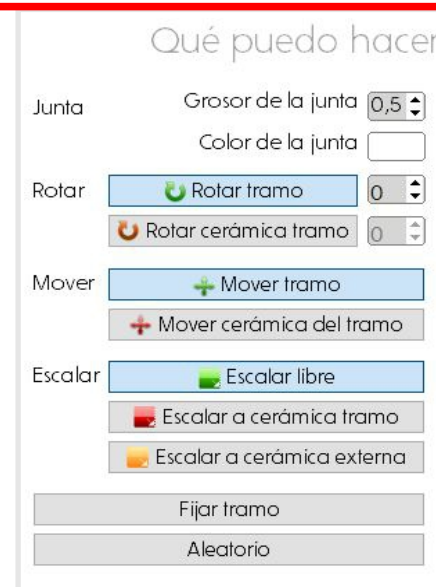 Qué puedo hacer
Junta Grosor de la junta 0,5
Color de la junta
Rotar Rotar tramo 0
Rotar cerámica tramo 0
Mover Mover tramo
Mover cerámica del tramo
Escalar Escalar libre
Escalar a cerámica tramo
Escalar a cerámica externa
Fijar tramo
Aleatorio